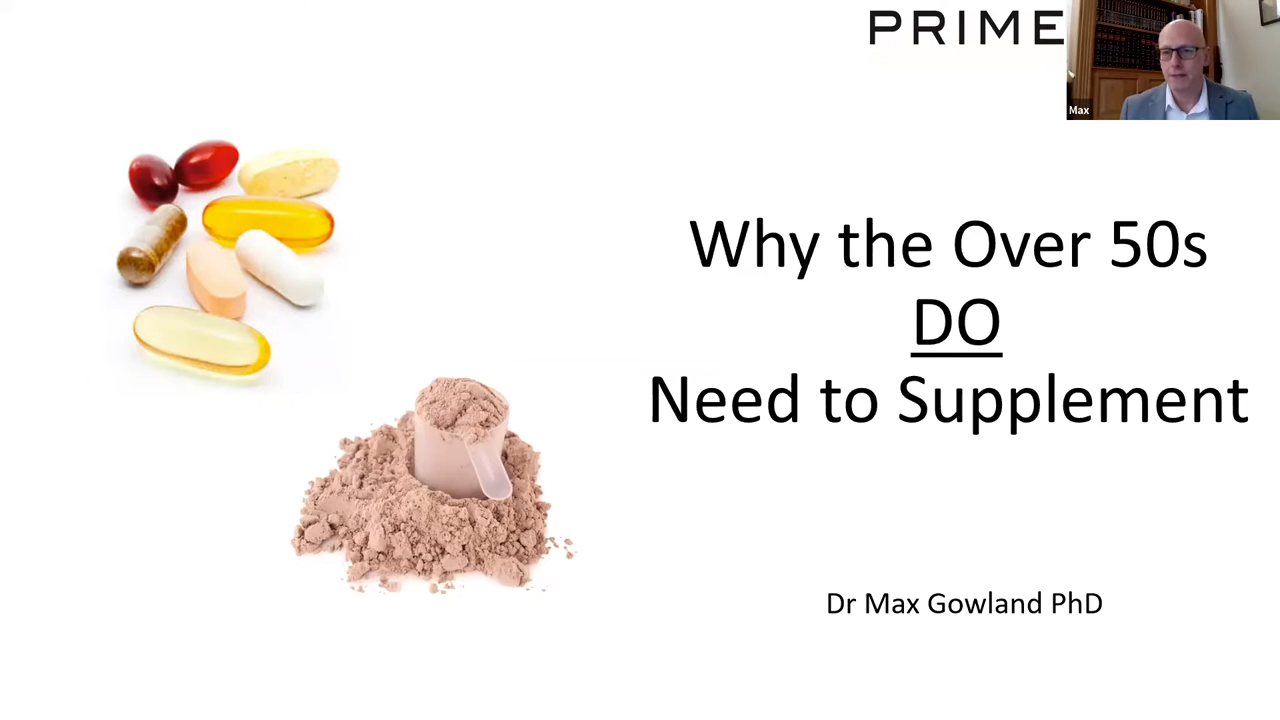 PRIME
Max
Why the Over 50s
DO
Need to Supplement
Dr Max Gowland PhD